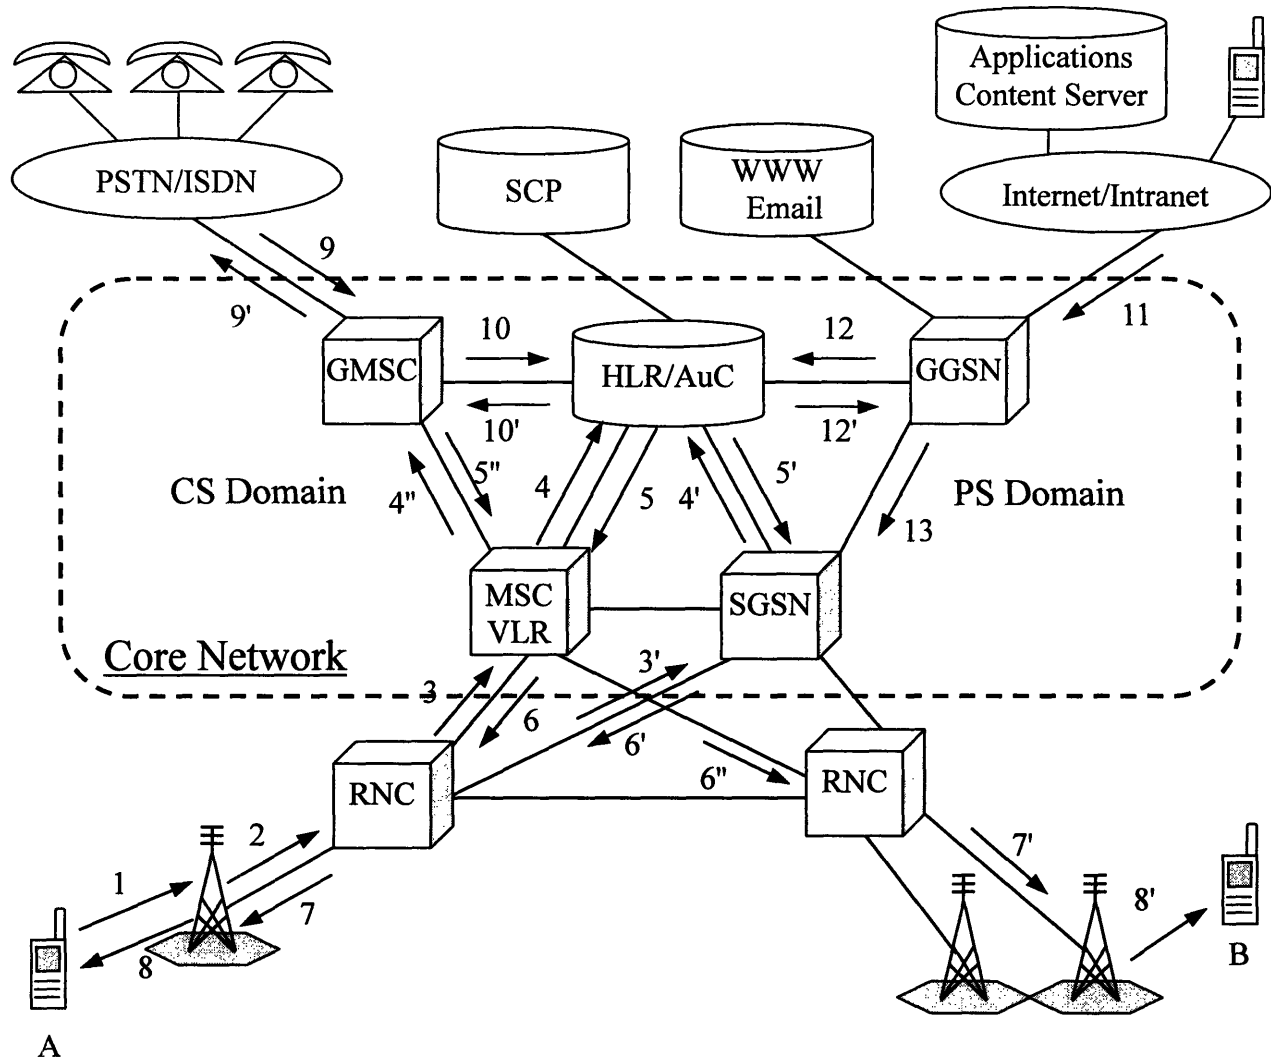 Applications
Content Server
PSTN/ISDN
SCP
WWW
Email
Internet/Intranet
9
9'
11
GMSC
10
10'
HLR/AuC
12
12'
GGSN
CS Domain
5''
4''
4
5
4'
5'
PS Domain
13
MSC
VLR
SGSN
Core Network
3
6
3'
6'
6''
RNC
RNC
1
2
7
8
7'
8'
A
B